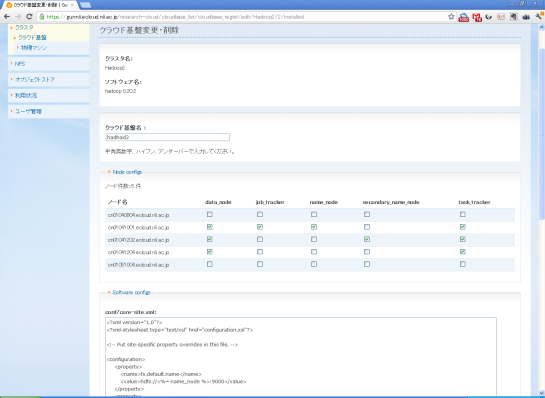 クラウド基盤変更・削除 | Gu
https://gunnii.ecloud.nii.ac.jp/research-cloud/cloudbase_list/cloudbase_regist/edit/Hadoop2/2/installed
クラスタ
クラウド基盤
物理マシン
NFS
オブジェクトストア
利用状況
ユーザ管理
クラウド基盤変更・削除
クラスタ名:
Hadoop2
ソフトウェア名:
hadoop 0.20.2
クラウド基盤名 :
hadhad2
半角英数字、ハイフン、アンダーバーで入力してください。
Node configs
ノード件数:5 件
ノード名 data_node job_tracker name_node secondary_name_node task_tracker
cn01040804.ecloud.nii.ac.jp
cn01041001.ecloud.nii.ac.jp
cn01041202.ecloud.nii.ac.jp
cn01041204.ecloud.nii.ac.jp
cn01051004.ecloud.nii.ac.jp
Software configs
conf/core-site.xml:
<?xml version="1.0"?>
<?xml-stylesheet type="text/xsl" href="configuration.xsl"?>
<!-- Put site-specific property overrides in this file. -->
<configuration>
<property>
<name>fs.default.name</name>
<value>hdfs://<%= name_node %>:9000</value>
</property>
<property>